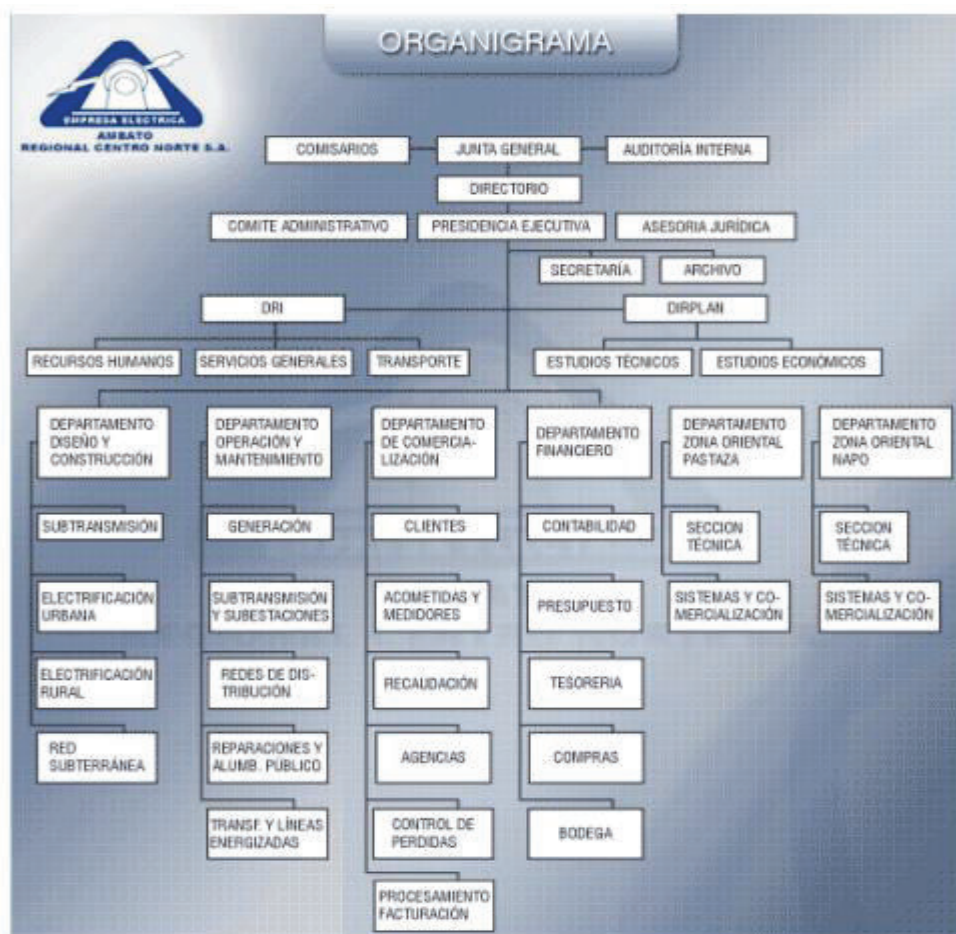 ORGANIGRAMA
EMPRESA ELECTRICA
AMBATO
REGIONAL CENTRO NORTE S.A.
COMISARIOS
JUNTA GENERAL
AUDITORÍA INTERNA
DIRECTORIO
COMITE ADMINISTRATIVO
PRESIDENCIA EJECUTIVA
ASESORIA JURÍDICA
SECRETARÍA
ARCHIVO
DRI
DIRPLAN
RECURSOS HUMANOS
SERVICIOS GENERALES
TRANSPORTE
ESTUDIOS TÉCNICOS
ESTUDIOS ECONÓMICOS
DEPARTAMENTO
DISEÑO Y
CONSTRUCCIÓN
DEPARTAMENTO
OPERACIÓN Y
MANTENIMIENTO
DEPARTAMENTO
DE COMERCIA-
LIZACIÓN
DEPARTAMENTO
FINANCIERO
DEPARTAMENTO
ZONA ORIENTAL
PASTAZA
DEPARTAMENTO
ZONA ORIENTAL
NAPO
SUBTRANSMISIÓN
GENERACIÓN
CLIENTES
CONTABILIDAD
SECCION
TÉCNICA
SECCION
TÉCNICA
ELECTRIFICACIÓN
URBANA
SUBTRANSMISIÓN
Y SUBESTACIONES
ACOMETIDAS Y
MEDIDORES
PRESUPUESTO
SISTEMAS Y CO-
MERCIALIZACIÓN
SISTEMAS Y CO-
MERCIALIZACIÓN
ELECTRIFICACIÓN
RURAL
REDES DE DIS-
TRIBUCIÓN
RECAUDACIÓN
TESORERIA
RED
SUBTERRÁNEA
REPARACIONES Y
ALUMB. PÚBLICO
AGENCIAS
COMPRAS
TRANSF. Y LÍNEAS
ENERGIZADAS
CONTROL DE
PERDIDAS
BODEGA
PROCESAMIENTO
FACTURACIÓN